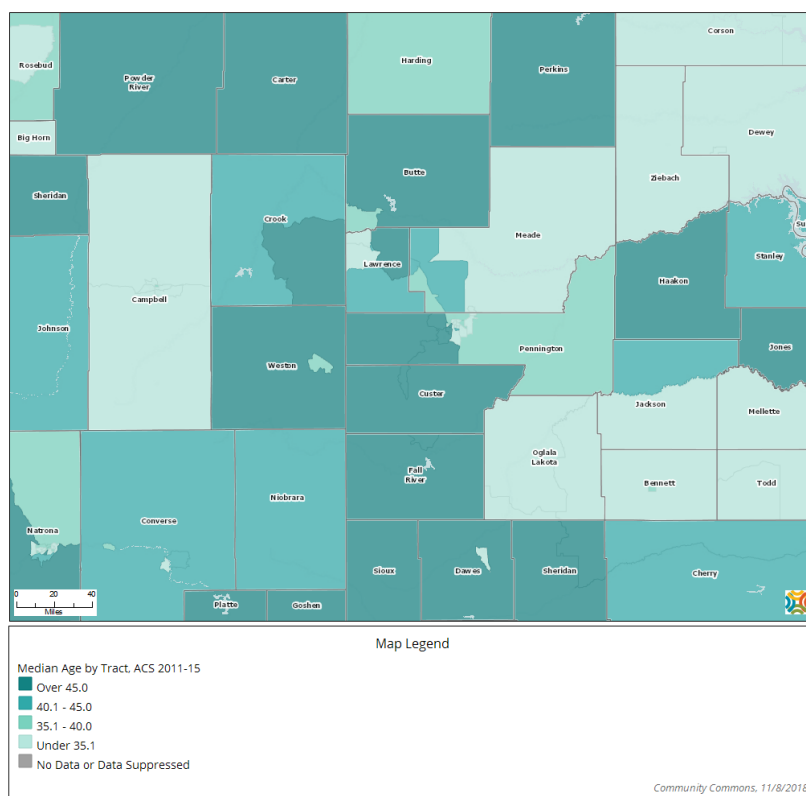 Corson
Rosebud
Powder
River
Carter
Harding
Perkins
Big Horn
Dewey
Ziebach
Sheridan
Butte
Crook
Meade
Su
Stanley
Lawrence
Haakon
Campbell
Johnson
Jones
Pennington
Weston
Custer
Jackson
Mellette
Oglala
Lakota
Fall
River
Bennett
Todd
Niobrara
Converse
Natrona
Sioux
Dawes
Sheridan
Cherry
Platte
Goshen
0 20 40
Miles
Map Legend
Median Age by Tract, ACS 2011-15
Over 45.0
40.1 - 45.0
35.1 - 40.0
Under 35.1
No Data or Data Suppressed
Community Commons, 11/8/2018